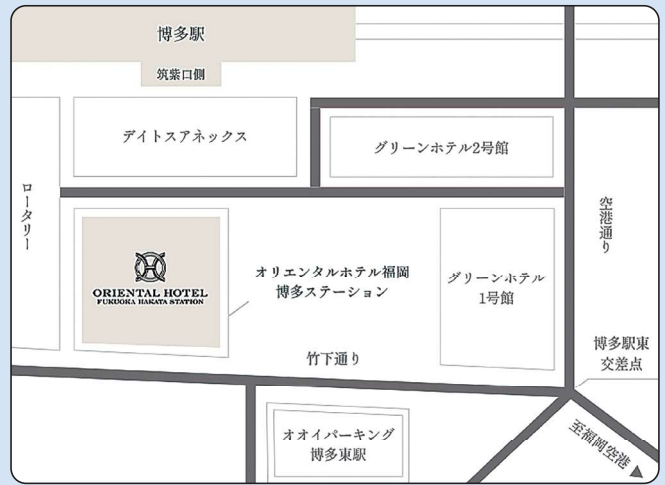 博多駅
筑紫口側
デイトスアネックス
グリーンホテル2号館
ロータリー
空港通り
ORIENTAL HOTEL
FUKUOKA HAKATA STATION
オリエンタルホテル福岡
博多ステーション
グリーンホテル
1号館
竹下通り
博多駅東
交差点
オオイパーキング
博多東駅
至福岡空港